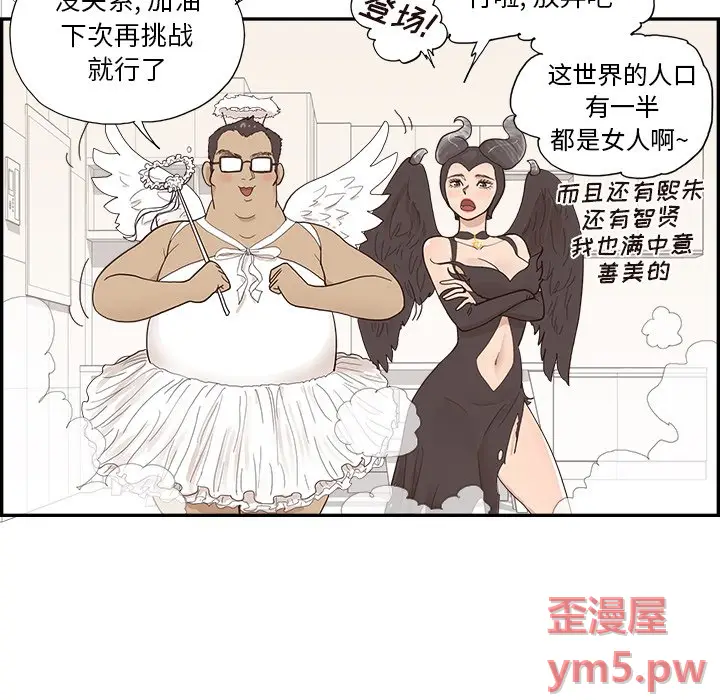 没关系, 加油
下次再挑战
就行了
登场!
行啦, 放弃吧
这世界的人口
有一半
都是女人啊~
而且还有熙朱
还有智贤
我也满中意
善美的
歪漫屋
ym5.pw